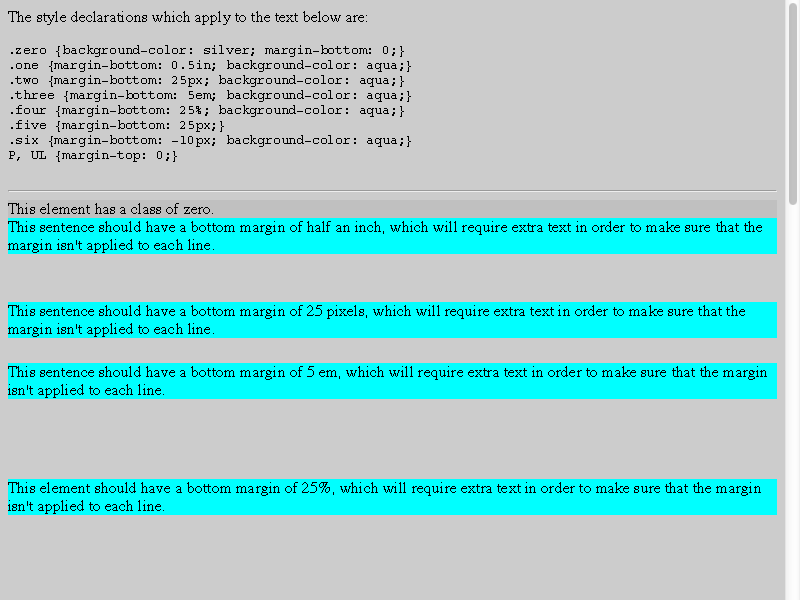 The style declarations which apply to the text below are:
.zero {background-color: silver; margin-bottom: 0;}
.one {margin-bottom: 0.5in; background-color: aqua;}
.two {margin-bottom: 25px; background-color: aqua;}
.three {margin-bottom: 5em; background-color: aqua;}
.four {margin-bottom: 25%; background-color: aqua;}
.five {margin-bottom: 25px;}
.six {margin-bottom: -10px; background-color: aqua;}
P, UL {margin-top: 0;}
This element has a class of zero.
This sentence should have a bottom margin of half an inch, which will require extra text in order to make sure that the
margin isn't applied to each line.
This sentence should have a bottom margin of 25 pixels, which will require extra text in order to make sure that the
margin isn't applied to each line.
This sentence should have a bottom margin of 5 em, which will require extra text in order to make sure that the margin
isn't applied to each line.
This element should have a bottom margin of 25%, which will require extra text in order to make sure that the margin
isn't applied to each line.